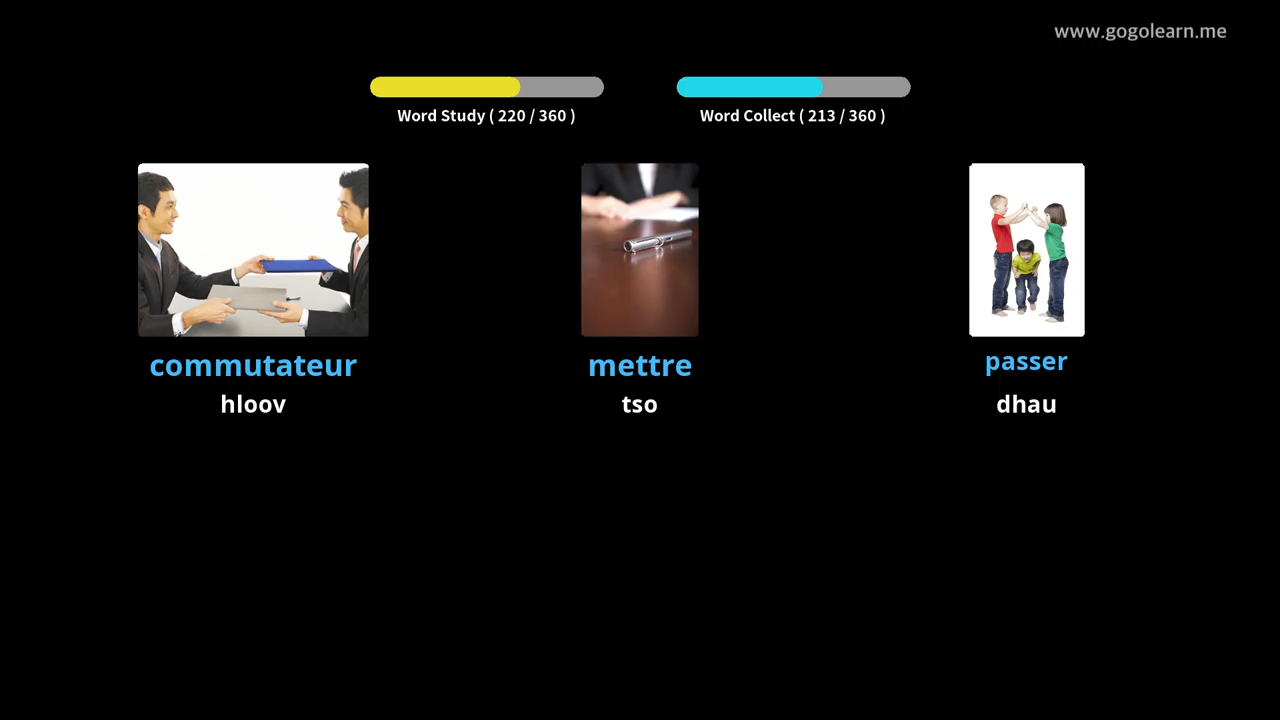 www.gogolearn.me
Word Study ( 220 / 360 )
Word Collect ( 213 / 360 )
commutateur
mettre
passer
hloov
tso
dhau